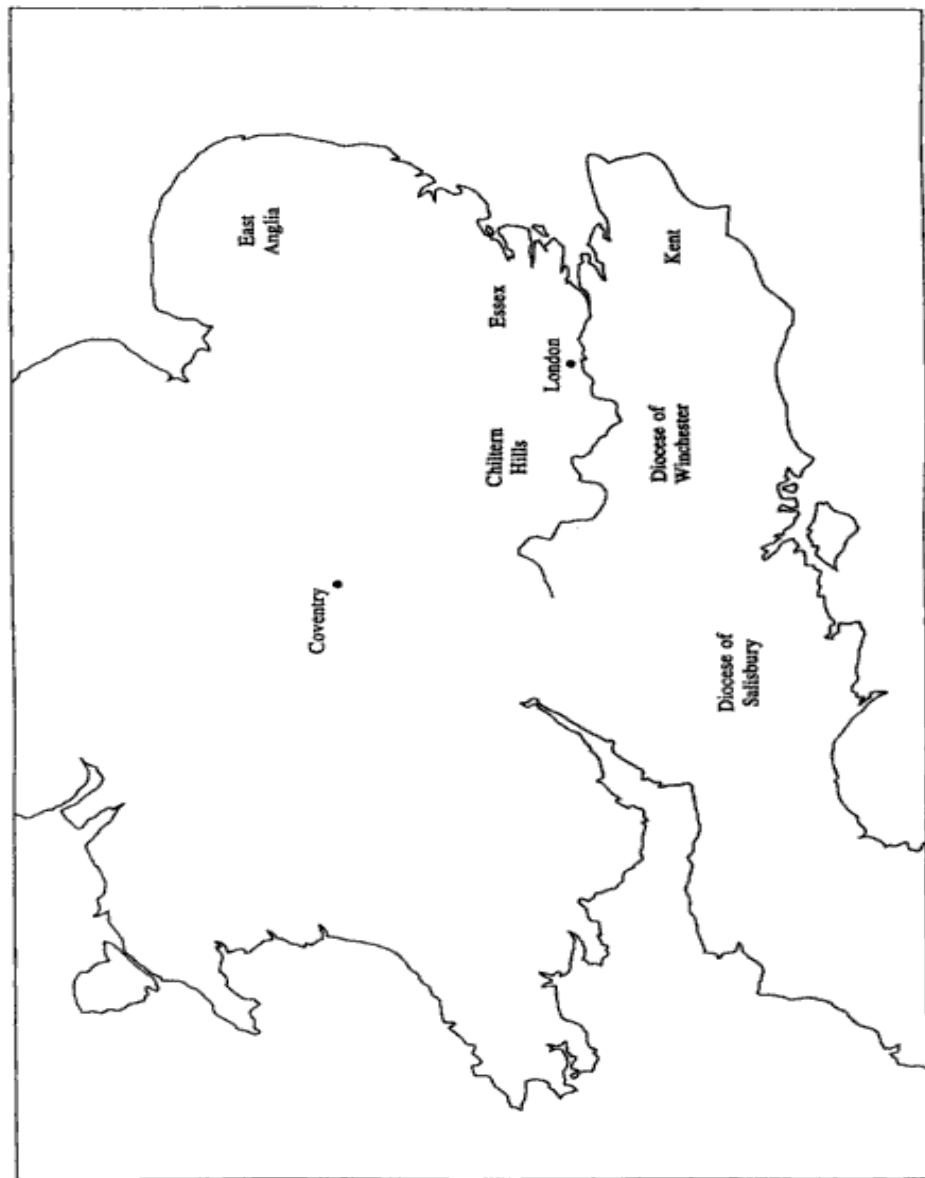 East
Anglia
Essex
London
Kent
Chiltern
Hills
Diocese of
Winchester
Coventry
Diocese of
Salisbury